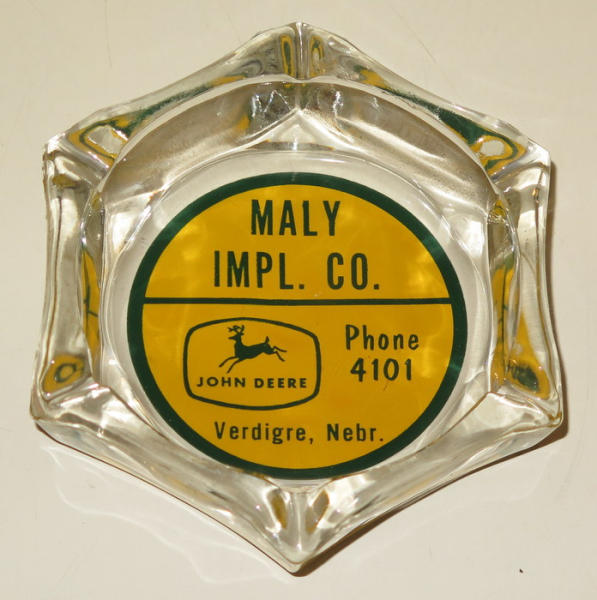 MALY
IMPL. CO.
JOHN DEERE
Phone
4101
Verdigre, Nebr.